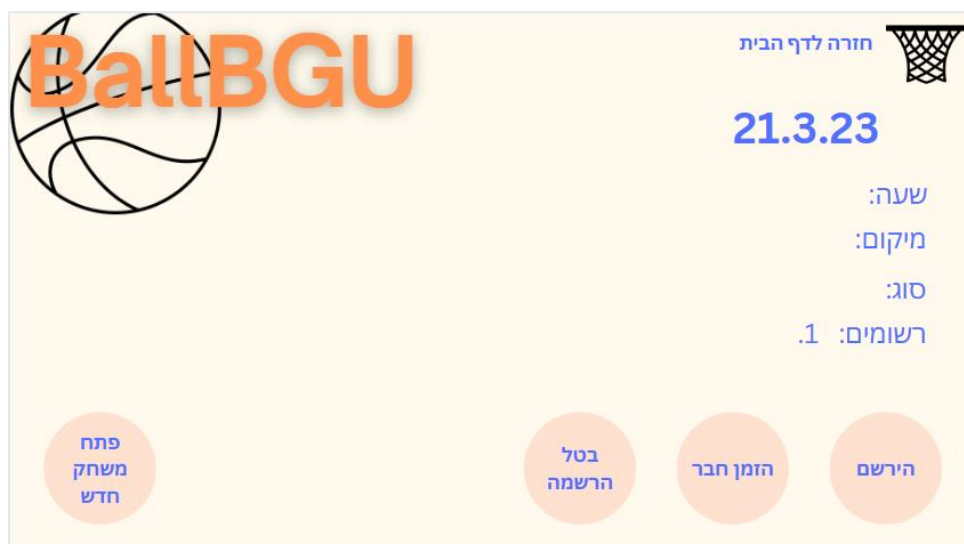 BallBGU
חזרה לדף הבית
21.3.23
שעה:
מיקום:
סוג:
רשומים: 1.
הירשם
הזמן חבר
בטל
הרשמה
פתח
משחק
חדש